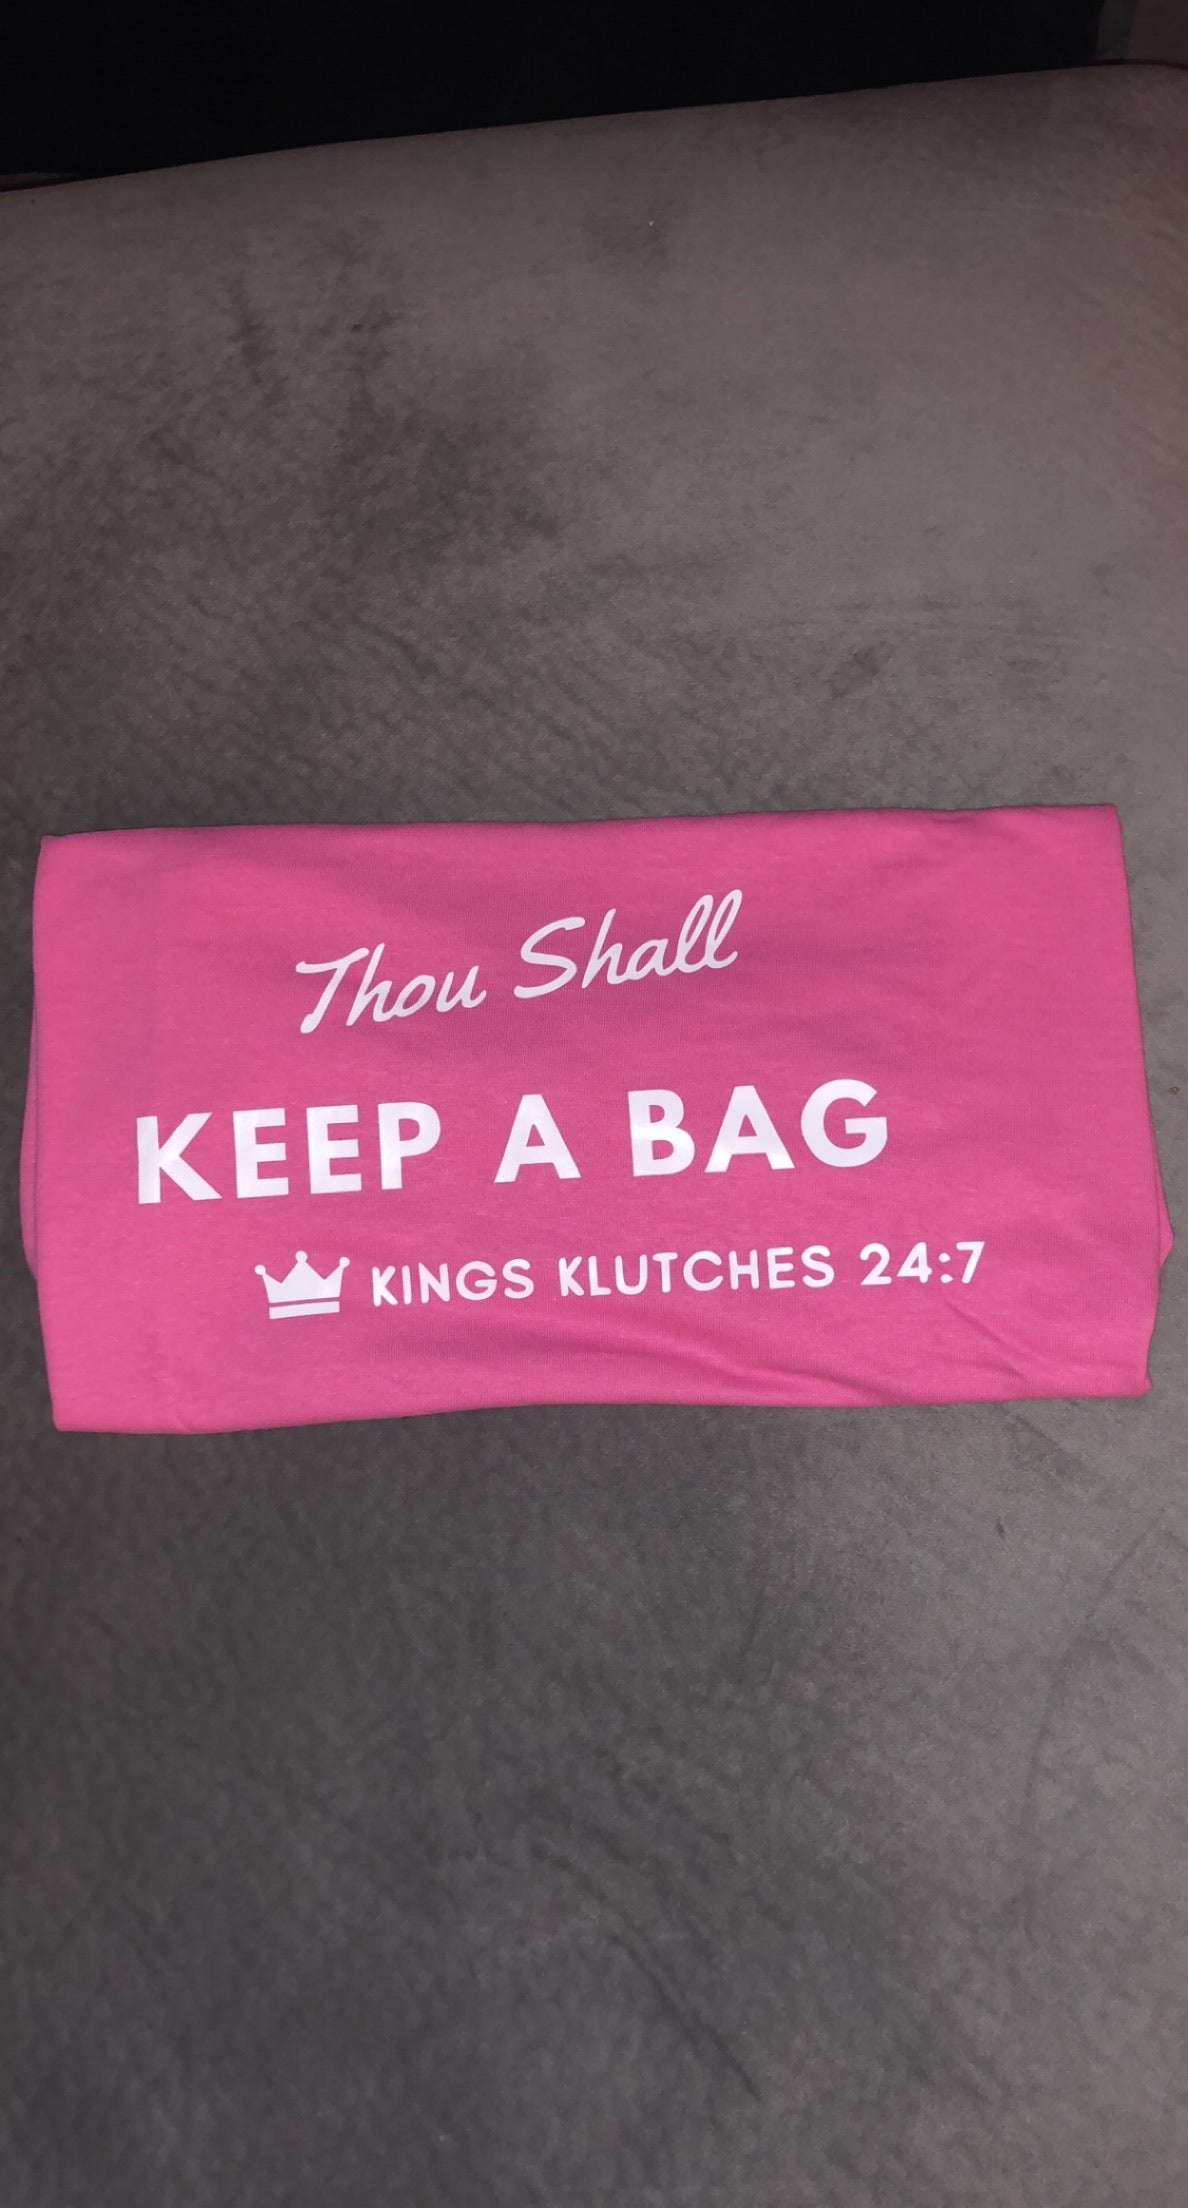 Thou Shall
KEEP A BAG
KINGS KLUTCHES 24:7